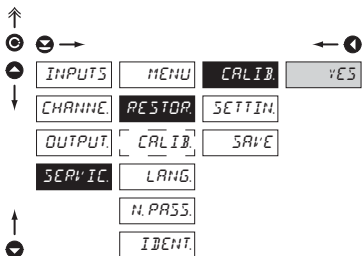 INPUTS MENU CALIB. YES
CHANNE. RESTOR. SETTIN.
OUTPUT. CALIB. SAVE
SERVIC. LANG.
N. PASS.
IDENT.